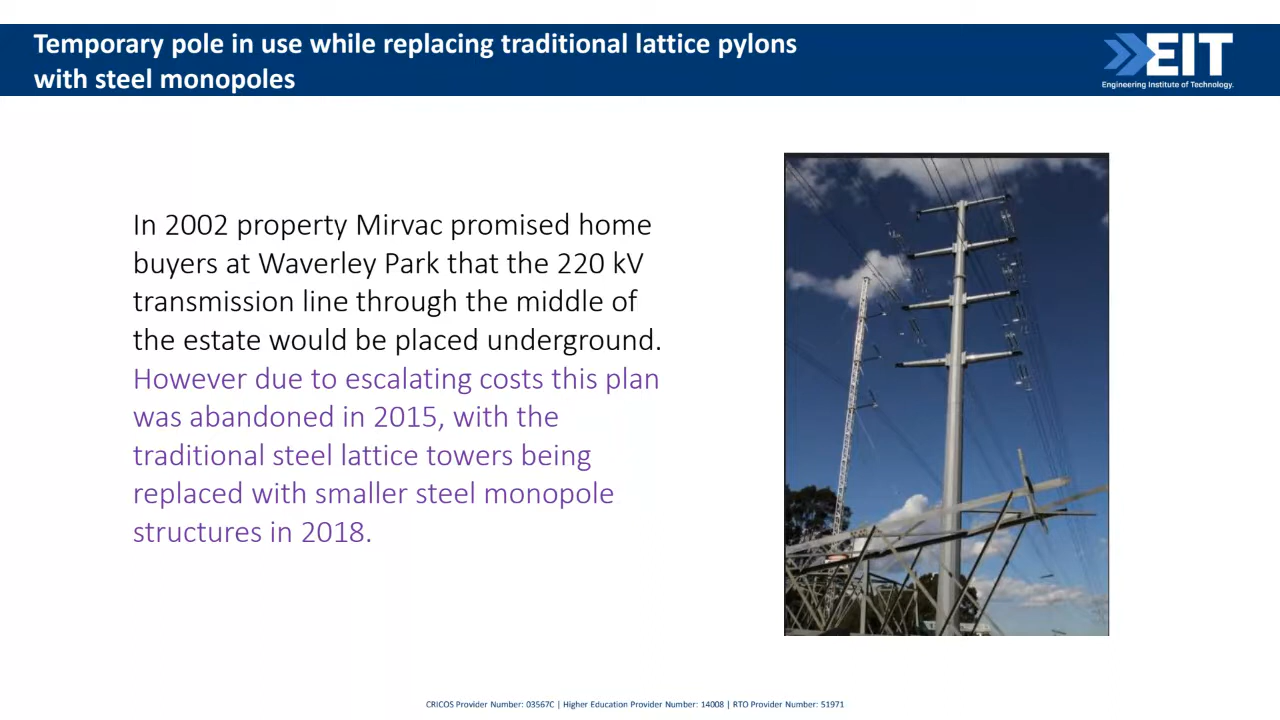 Temporary pole in use while replacing traditional lattice pylons
with steel monopoles
EIT
Engineering Institute of Technology.
In 2002 property Mirvac promised home
buyers at Waverley Park that the 220 kV
transmission line through the middle of
the estate would be placed underground.
However due to escalating costs this plan
was abandoned in 2015, with the
traditional steel lattice towers being
replaced with smaller steel monopole
structures in 2018.
CRICOS Provider Number: 03567C | Higher Education Provider Number: 14008 | RTO Provider Number: 51971